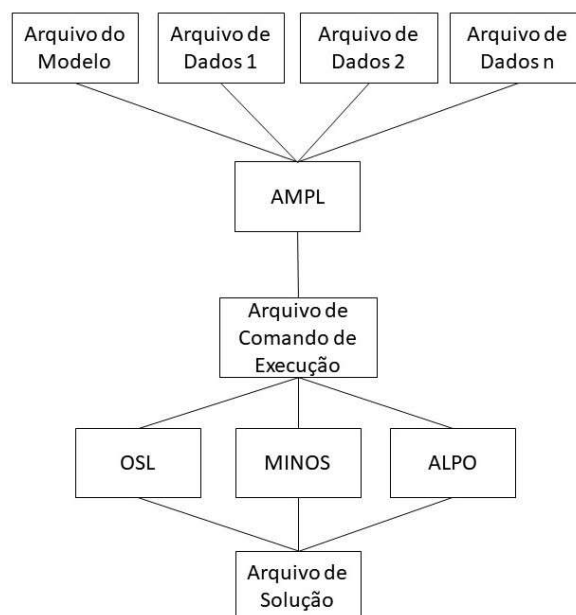 Arquivo do
Modelo
Arquivo de
Dados 1
Arquivo de
Dados 2
Arquivo de
Dados n
AMPL
Arquivo de
Comando de
Execução
OSL
MINOS
ALPO
Arquivo de
Solução